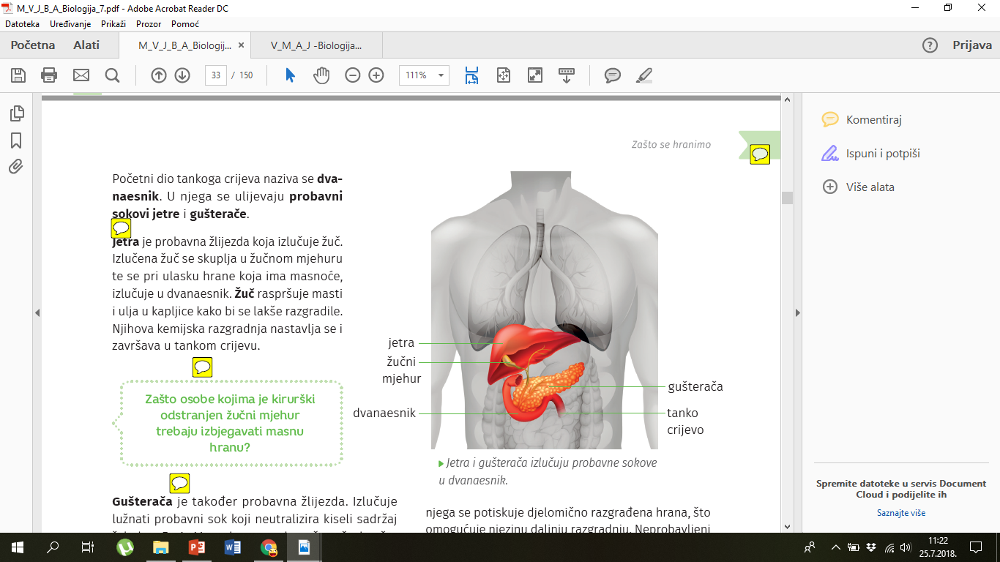 M_V_J_B_A_Biologija_7.pdf - Adobe Acrobat Reader DC
Datoteka Uređivanje Prikaži Prozor Pomoć
Početna Alati M_V_J_B_A_Biologij... × V_M_A_J -Biologija... Prijava
33 / 150 111%
Zašto se hranimo
Početni dio tankoga crijeva naziva se dva-
naesnik. U njega se ulijevaju probavni
sokovi jetre i gušterače.
Jetra je probavna žlijezda koja izlučuje žuč.
Izlučena žuč se skuplja u žučnom mjehuru
te se pri ulasku hrane koja ima masnoće,
izlučuje u dvanaesnik. Žuč raspršuje masti
i ulja u kapljice kako bi se lakše razgradile.
Njihova kemijska razgradnja nastavlja se i
završava u tankom crijevu.
Zašto osobe kojima je kirurški
odstranjen žučni mjehur
trebaju izbjegavati masnu
hranu?
Gušterača je također probavna žlijezda. Izlučuje
lužnati probavni sok koji neutralizira kiseli sadržaj
jetra
žučni
mjehur
dvanaesnik
gušterača
tanko
crijevo
Jetra i gušterača izlučuju probavne sokove
u dvanaesnik.
njega se potiskuje djelomično razgrađena hrana, što
omogućuje njezinu daljnju razgradnju. Neprobavljeni
Komentiraj
Ispuni i potpiši
Više alata
Spremite datoteke u servis Document
Cloud i podijelite ih
Saznajte više
11:22
25.7.2018.